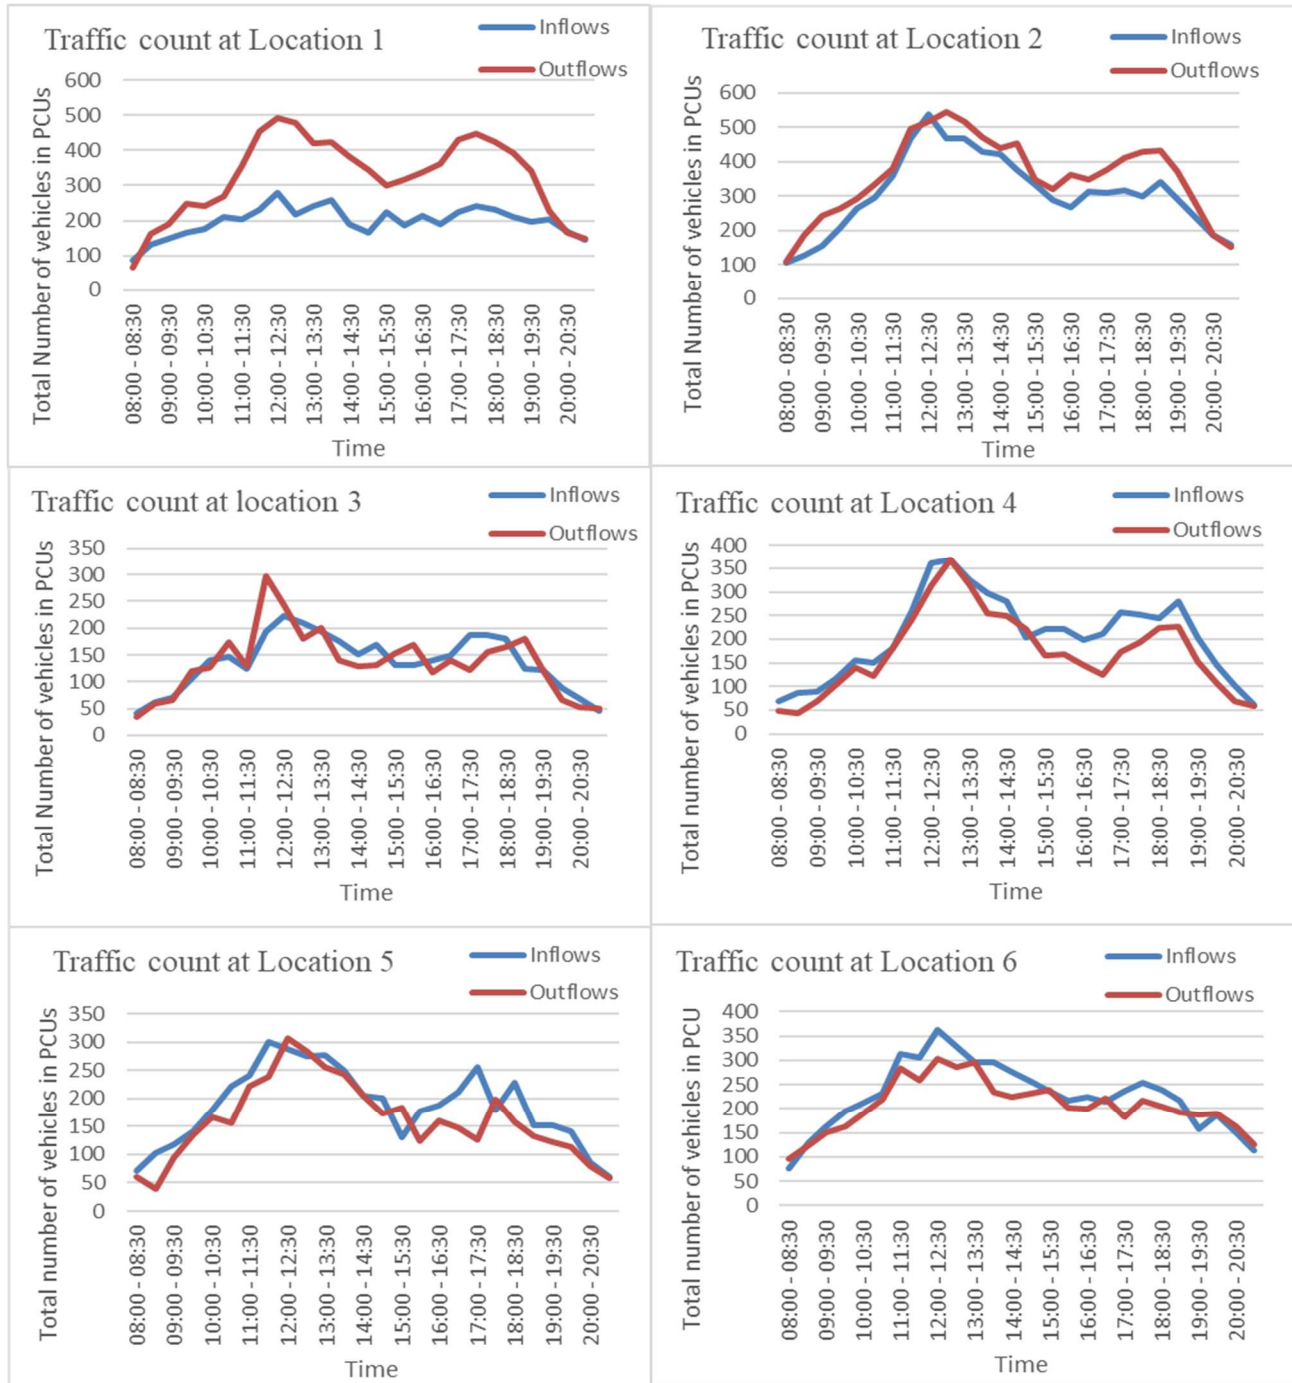 Traffic count at Location 1
Inflows
Outflows
Total Number of vehicles in PCUs
600
500
400
300
200
100
0
08:00 - 08:30
09:00 - 09:30
10:00 - 10:30
11:00 - 11:30
12:00 - 12:30
13:00 - 13:30
14:00 - 14:30
15:00 - 15:30
16:00 - 16:30
17:00 - 17:30
18:00 - 18:30
19:00 - 19:30
20:00 - 20:30
Time
Traffic count at Location 2
Inflows
Outflows
Total Number of vehicles in PCUs
600
500
400
300
200
100
0
08:00 - 08:30
09:00 - 09:30
10:00 - 10:30
11:00 - 11:30
12:00 - 12:30
13:00 - 13:30
14:00 - 14:30
15:00 - 15:30
16:00 - 16:30
17:00 - 17:30
18:00 - 18:30
19:00 - 19:30
20:00 - 20:30
Time
Traffic count at location 3
Inflows
Outflows
Total Number of vehicles in PCUs
350
300
250
200
150
100
50
0
08:00 - 08:30
09:00 - 09:30
10:00 - 10:30
11:00 - 11:30
12:00 - 12:30
13:00 - 13:30
14:00 - 14:30
15:00 - 15:30
16:00 - 16:30
17:00 - 17:30
18:00 - 18:30
19:00 - 19:30
20:00 - 20:30
Time
Traffic count at Location 4
Inflows
Outflows
Total number of vehicles in PCUs
400
350
300
250
200
150
100
50
0
08:00 - 08:30
09:00 - 09:30
10:00 - 10:30
11:00 - 11:30
12:00 - 12:30
13:00 - 13:30
14:00 - 14:30
15:00 - 15:30
16:00 - 16:30
17:00 - 17:30
18:00 - 18:30
19:00 - 19:30
20:00 - 20:30
Time
Traffic count at Location 5
Inflows
Outflows
Total number of vehicles in PCUs
350
300
250
200
150
100
50
0
08:00 - 08:30
09:00 - 09:30
10:00 - 10:30
11:00 - 11:30
12:00 - 12:30
13:00 - 13:30
14:00 - 14:30
15:00 - 15:30
16:00 - 16:30
17:00 - 17:30
18:00 - 18:30
19:00 - 19:30
20:00 - 20:30
Time
Traffic count at Location 6
Inflows
Outflows
Total number of vehicles in PCU
400
350
300
250
200
150
100
50
0
08:00 - 08:30
09:00 - 09:30
10:00 - 10:30
11:00 - 11:30
12:00 - 12:30
13:00 - 13:30
14:00 - 14:30
15:00 - 15:30
16:00 - 16:30
17:00 - 17:30
18:00 - 18:30
19:00 - 19:30
20:00 - 20:30
Time